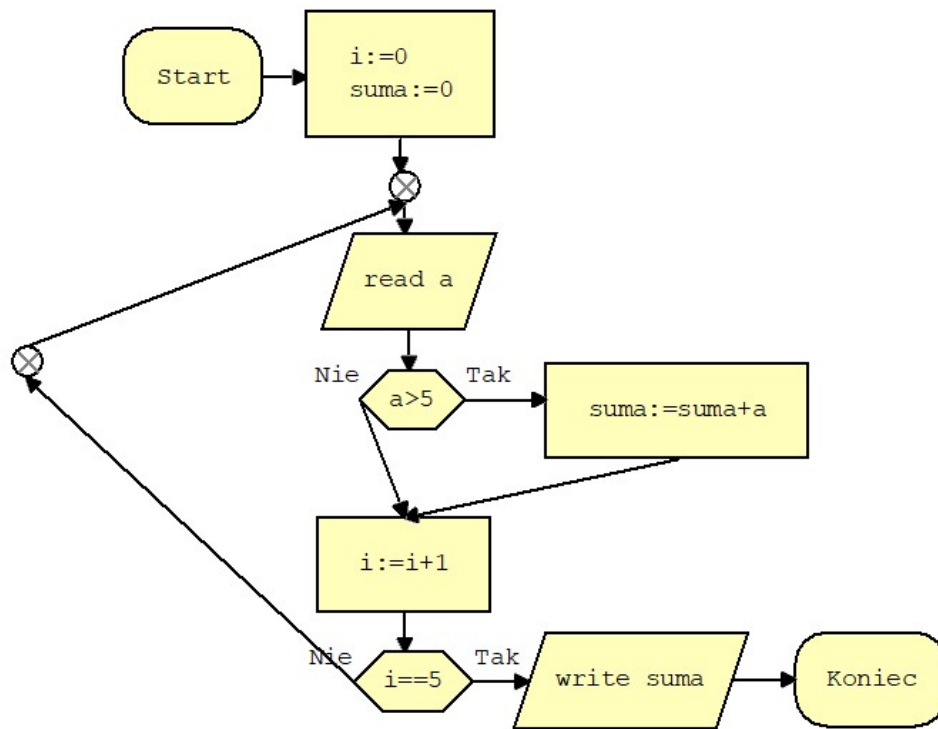 Start
i:=0
suma:=0
read a
Nie
Tak
a>5
suma:=suma+a
i:=i+1
Nie
Tak
i==5
write suma
Koniec